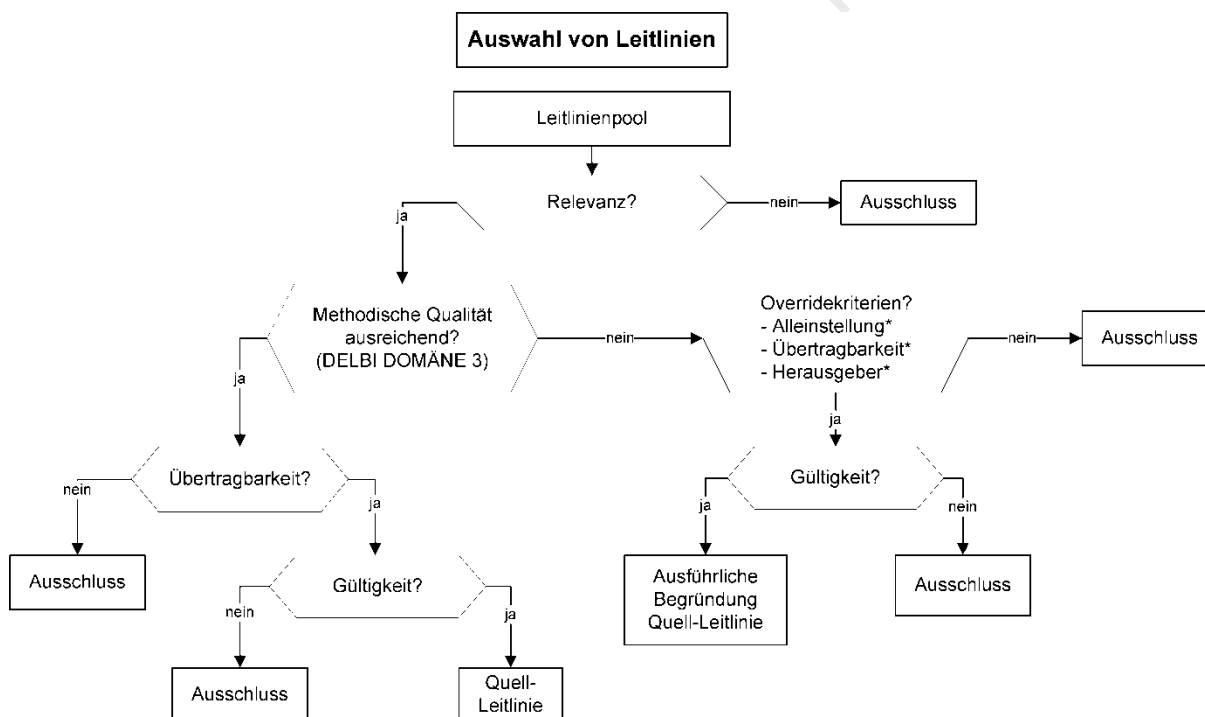 Auswahl von Leitlinien
Leitlinienpool
Relevanz?
nein
Ausschluss
ja
Methodische Qualität
ausreichend?
(DELBI DOMÄNE 3)
nein
Overridekriterien?
- Alleinstellung*
- Übertragbarkeit*
- Herausgeber*
nein
Ausschluss
ja
ja
Übertragbarkeit?
Gültigkeit?
nein
ja
ja
nein
Ausschluss
Gültigkeit?
Ausführliche
Begründung
Quell-Leitlinie
Ausschluss
nein
ja
Ausschluss
Quell-
Leitlinie